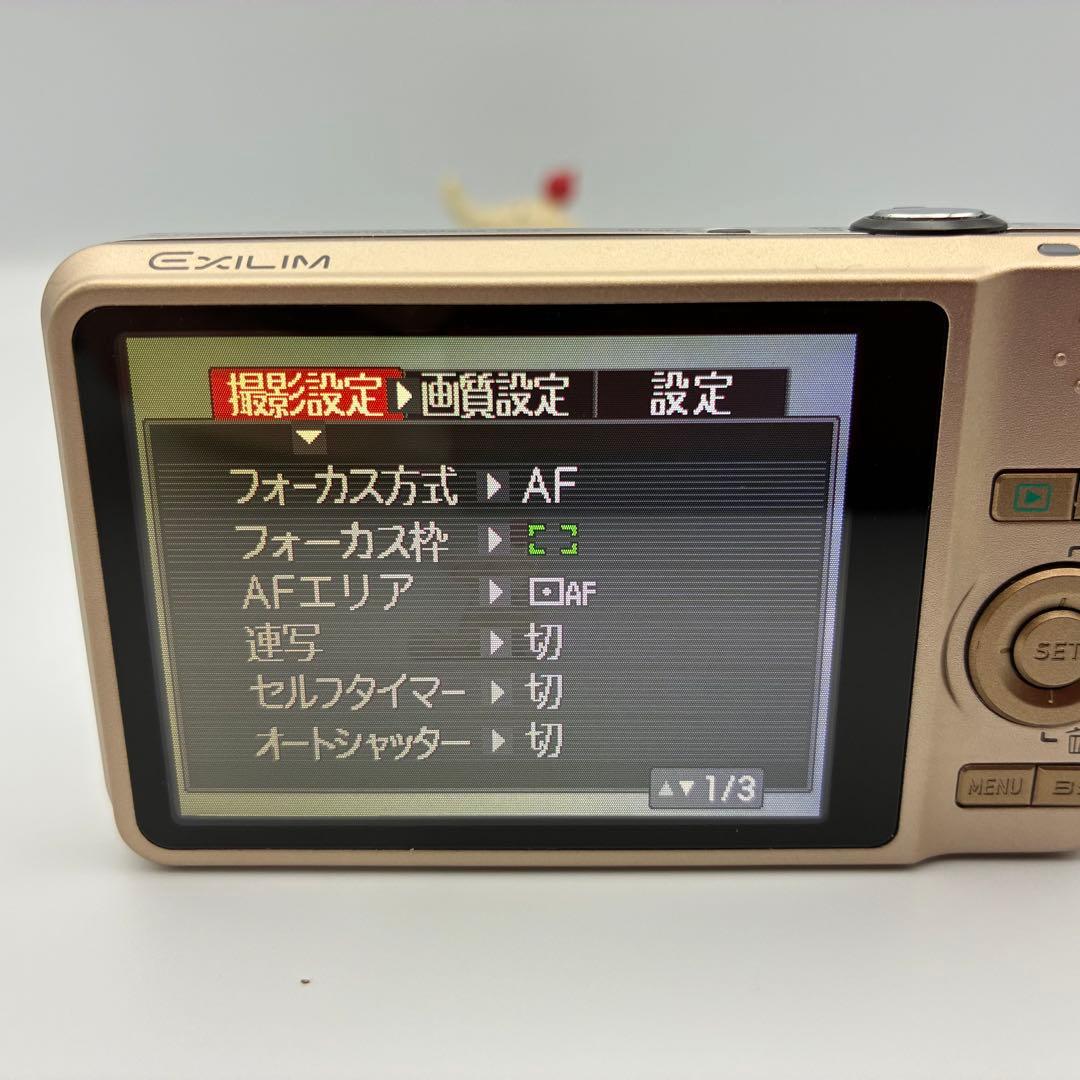 EXILIM
撮影設定 画質設定 設定
フォーカス方式 AF
フォーカス枠
AFエリア AF
連写 切
セルフタイマー 切
オートシャッター 切
1/3
SET
MENU